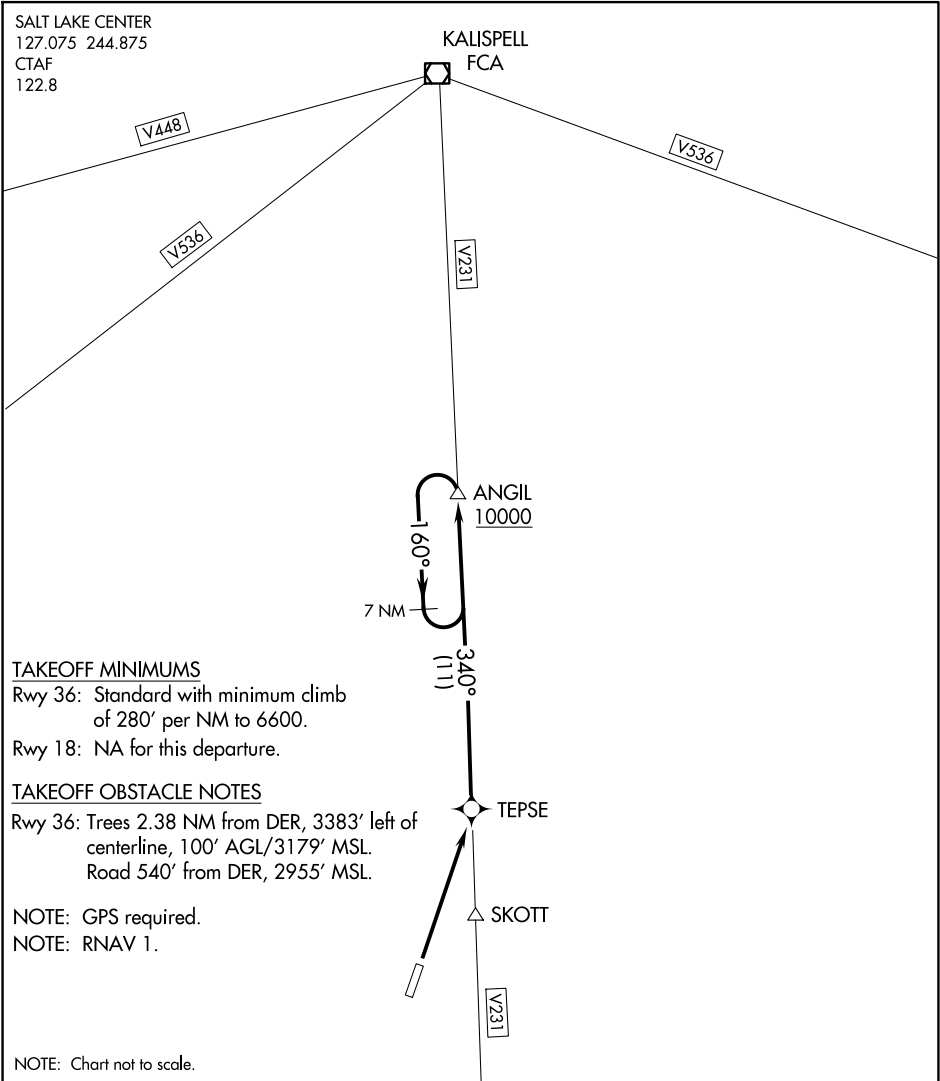 SALT LAKE CENTER
127.075 244.875
CTAF
122.8
KALISPELL
FCA
V448
V536
V536
V231
ANGIL
10000
160°
7 NM
340°
(11)
TAKEOFF MINIMUMS
Rwy 36: Standard with minimum climb
of 280′ per NM to 6600.
Rwy 18: NA for this departure.
TAKEOFF OBSTACLE NOTES
Rwy 36: Trees 2.38 NM from DER, 3383′ left of
centerline, 100′ AGL/3179′ MSL.
Road 540′ from DER, 2955′ MSL.
TEPSE
NOTE: GPS required.
NOTE: RNAV 1.
SKOTT
V231
NOTE: Chart not to scale.